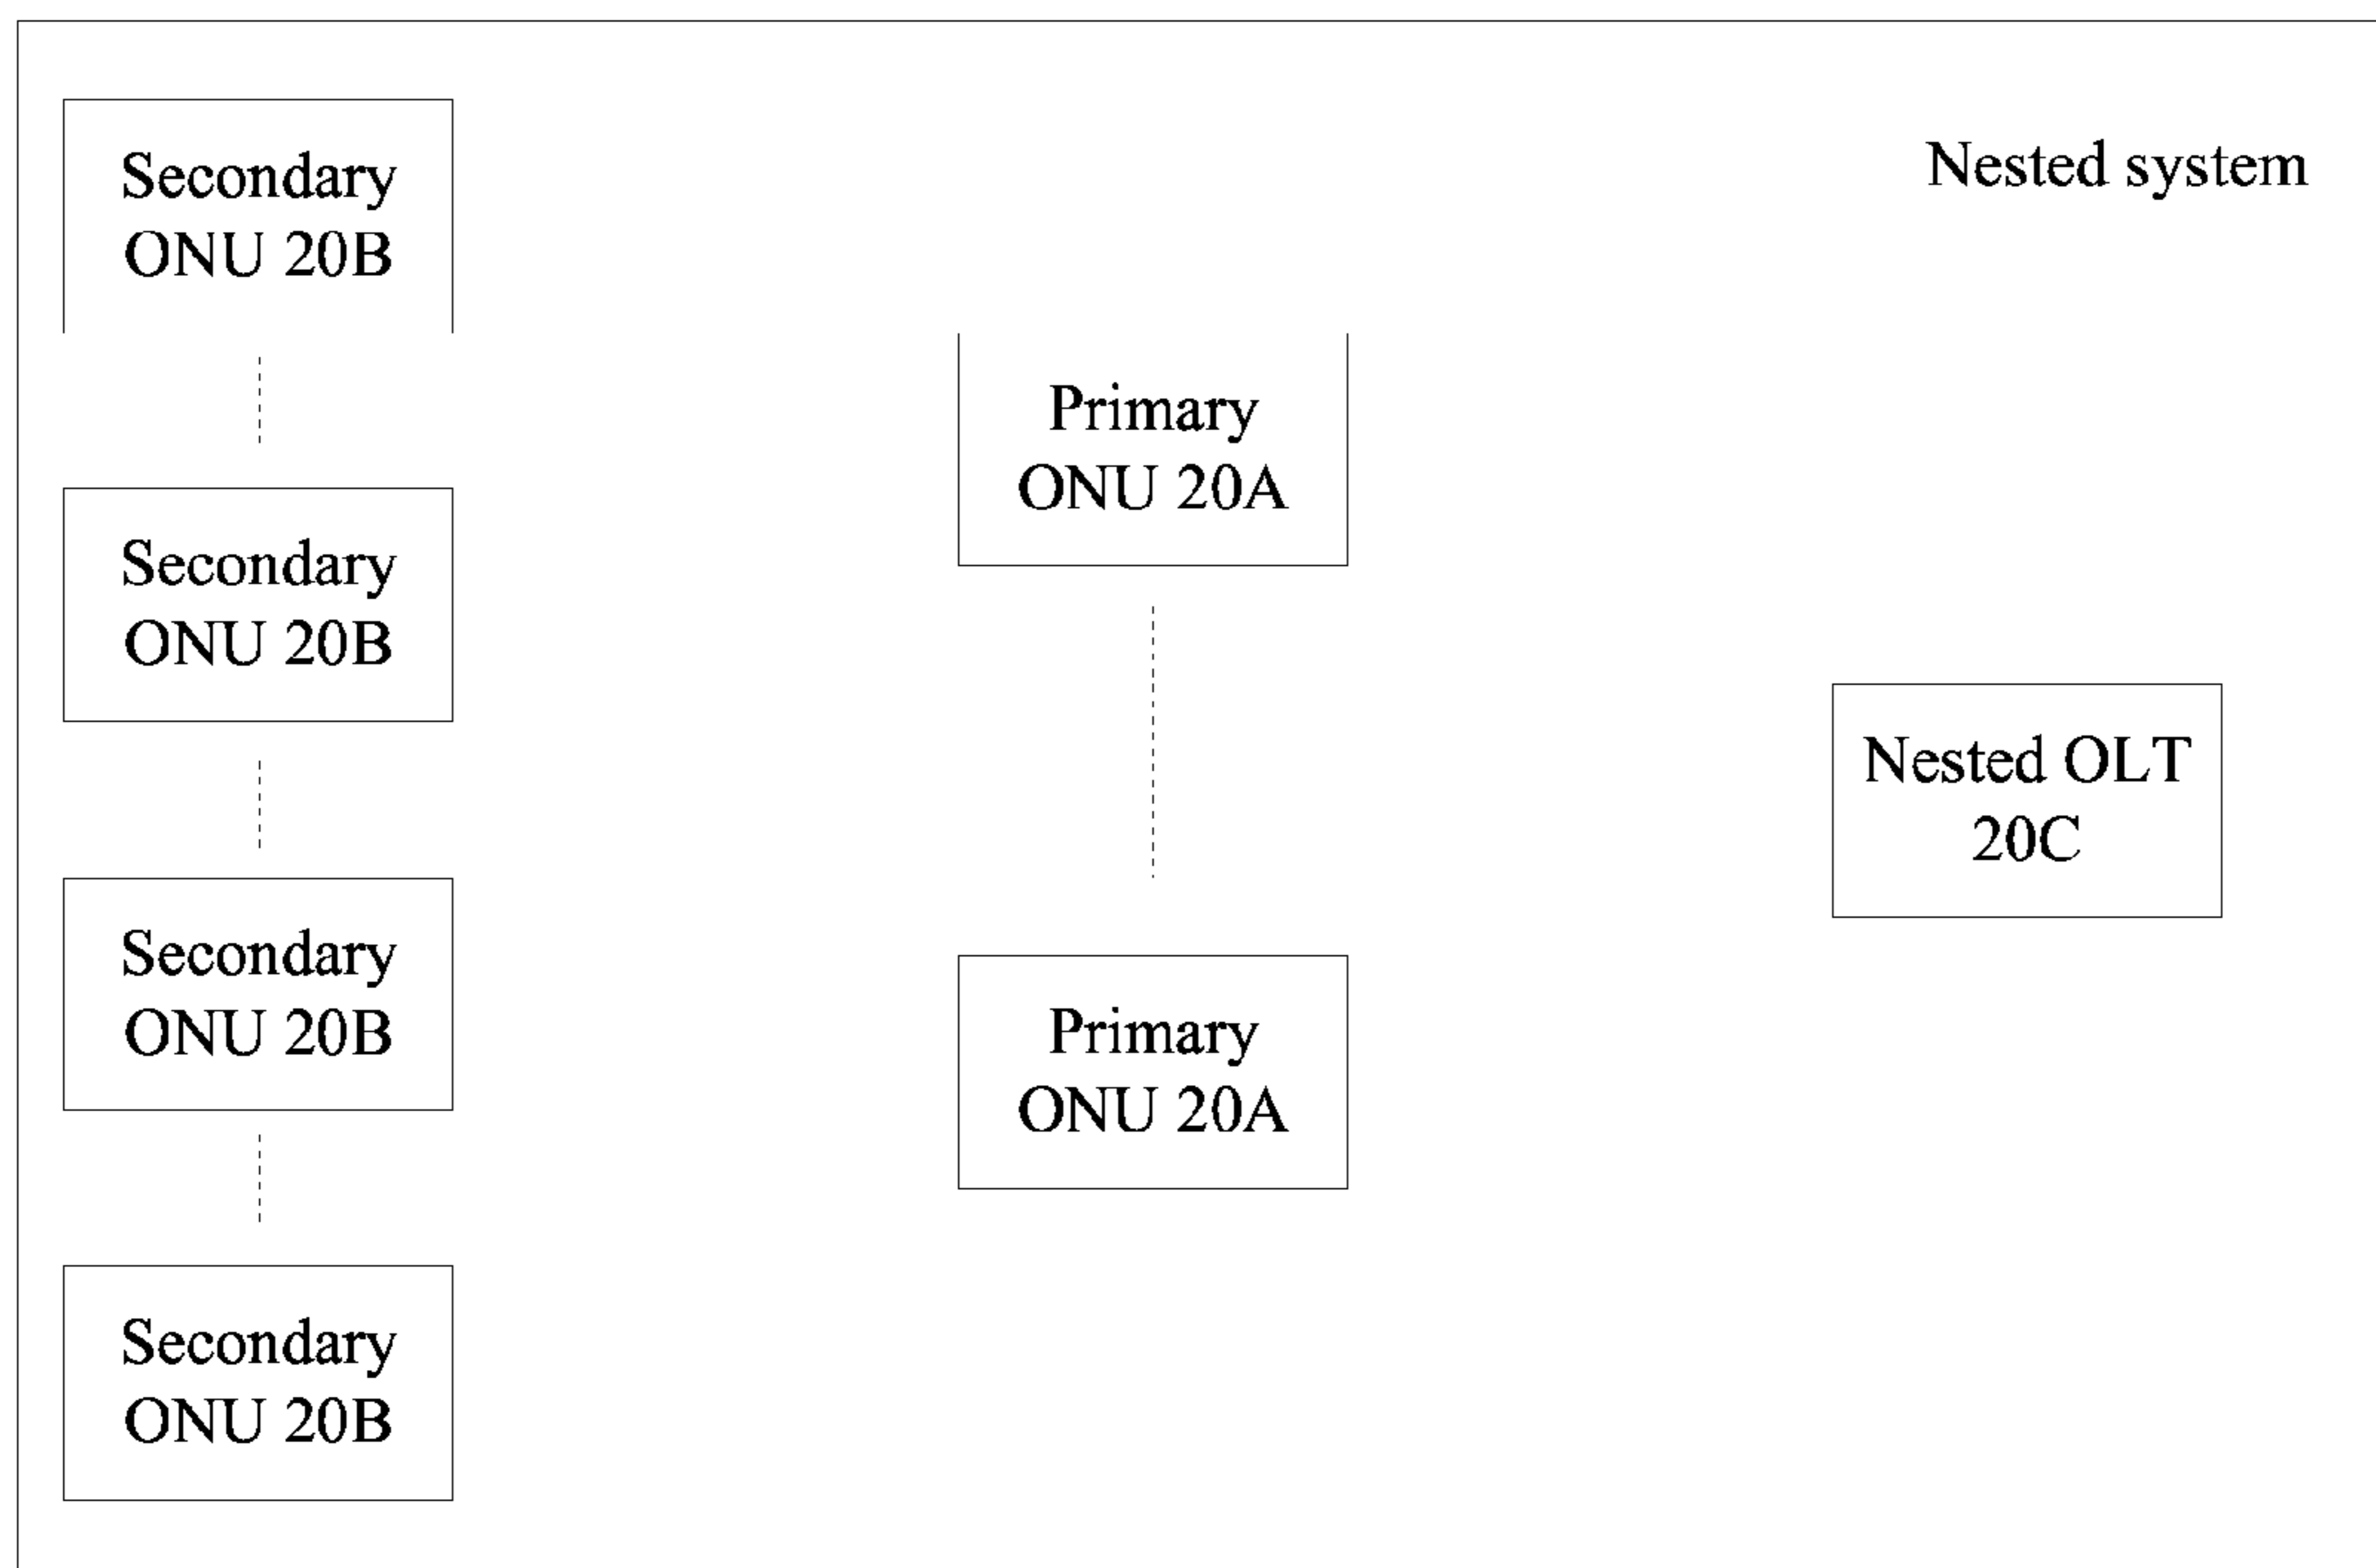 Secondary
ONU 20B
Nested system
Primary
ONU 20A
Secondary
ONU 20B
Nested OLT
20C
Secondary
ONU 20B
Primary
ONU 20A
Secondary
ONU 20B